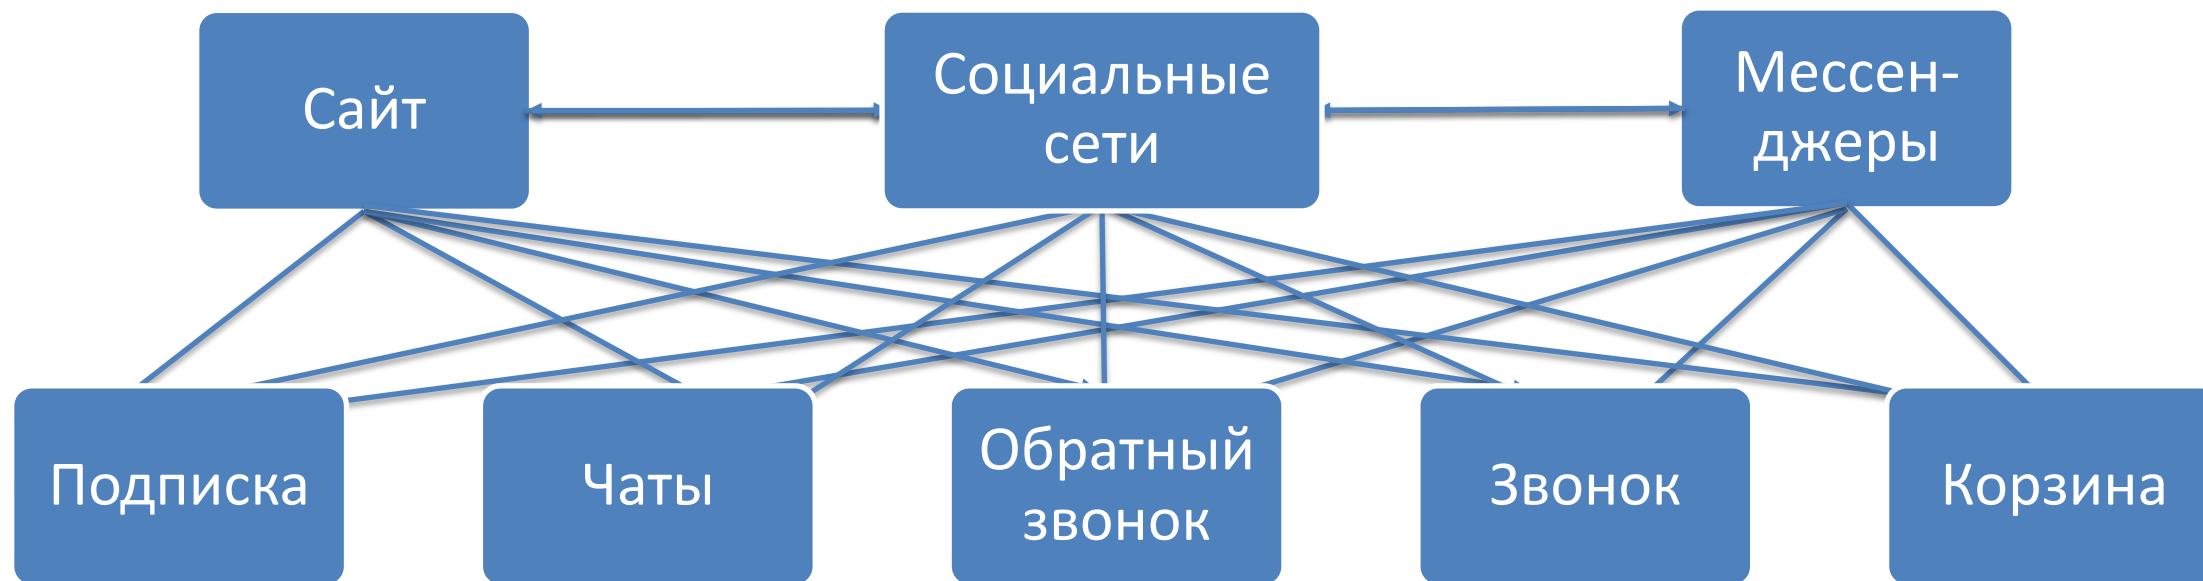 Сайт
Социальные
сети
Мессен-
джеры
Подписка
Чаты
Обратный
звонок
Звонок
Корзина